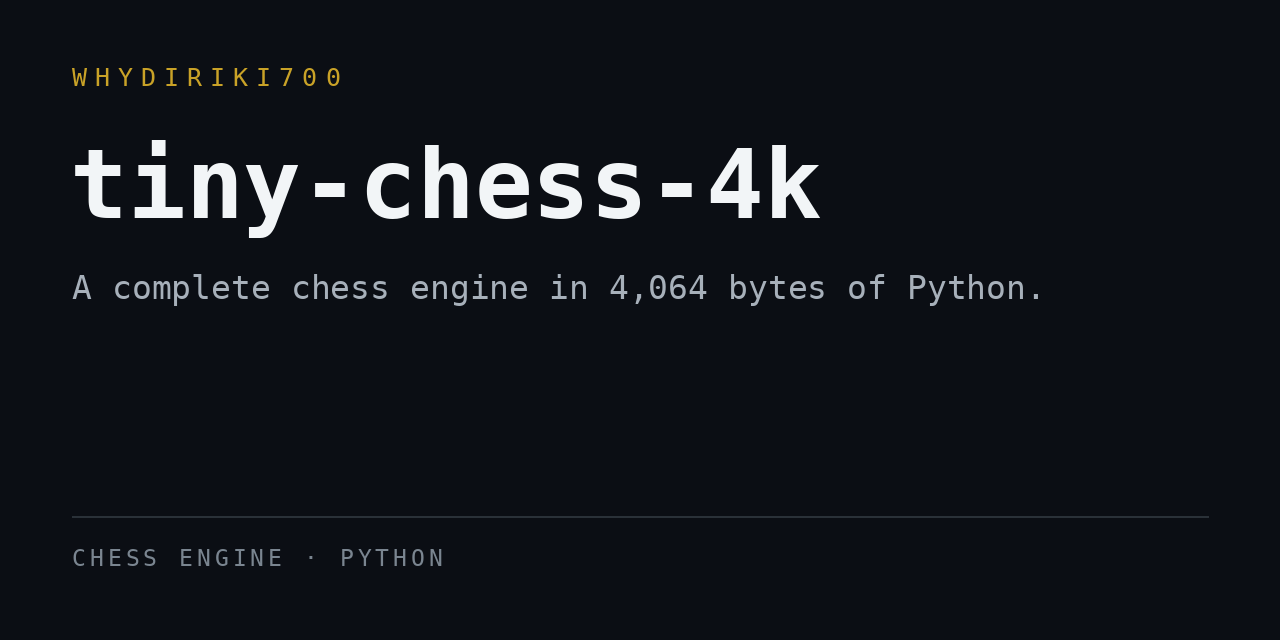 WHYDIRIKI700
tiny-chess-4k
A complete chess engine in 4,064 bytes of Python.
CHESS ENGINE · PYTHON